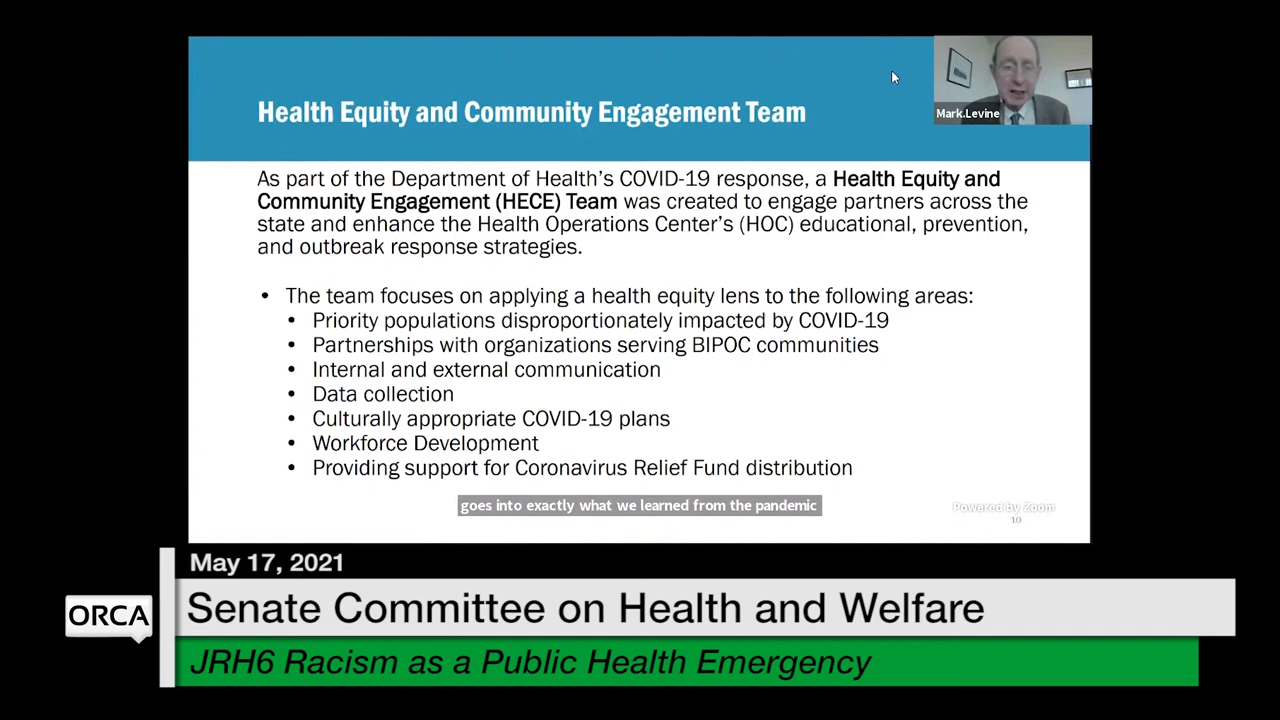 Health Equity and Community Engagement Team
Mark.Levine
As part of the Department of Health's COVID-19 response, a Health Equity and
Community Engagement (HECE) Team was created to engage partners across the
state and enhance the Health Operations Center's (HOC) educational, prevention,
and outbreak response strategies.
• The team focuses on applying a health equity lens to the following areas:
• Priority populations disproportionately impacted by COVID-19
• Partnerships with organizations serving BIPOC communities
• Internal and external communication
• Data collection
• Culturally appropriate COVID-19 plans
• Workforce Development
• Providing support for Coronavirus Relief Fund distribution
goes into exactly what we learned from the pandemic
Powered by Zoom
10
May 17, 2021
ORCA
Senate Committee on Health and Welfare
JRH6 Racism as a Public Health Emergency